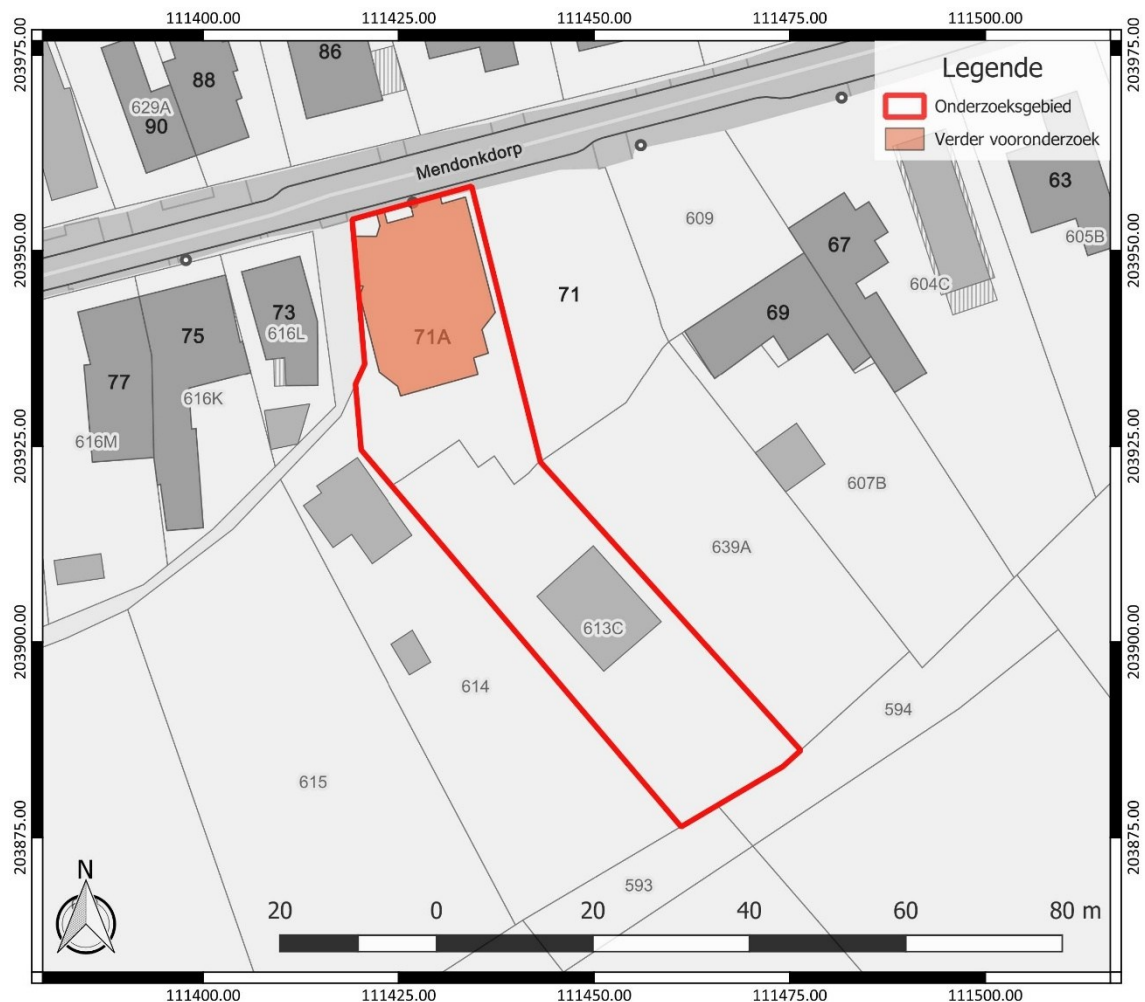 111400.00 111425.00 111450.00 111475.00 111500.00
203975.00 203975.00
203950.00 203950.00
203925.00 203925.00
203900.00 203900.00
203875.00 203875.00
Legende
Onderzoeksgebied
Verder vooronderzoek
86
88
629A
90
Mendonkdorp
63
605B
609
67
604C
71
69
73
616L
75
71A
77
616K
616M
607B
639A
613C
614
594
615
593
N
20 0 20 40 60 80 m
111400.00 111425.00 111450.00 111475.00 111500.00